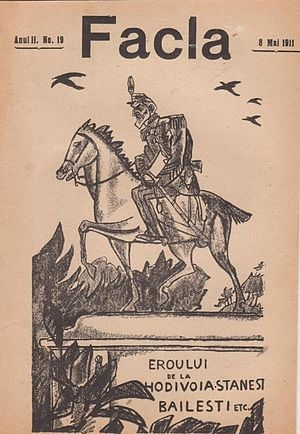 Anul II. No. 19
Facla
8 Mai 1911
EROULUI
DE LA
HODIVOIA-STANEST
BAILESTI ETC..